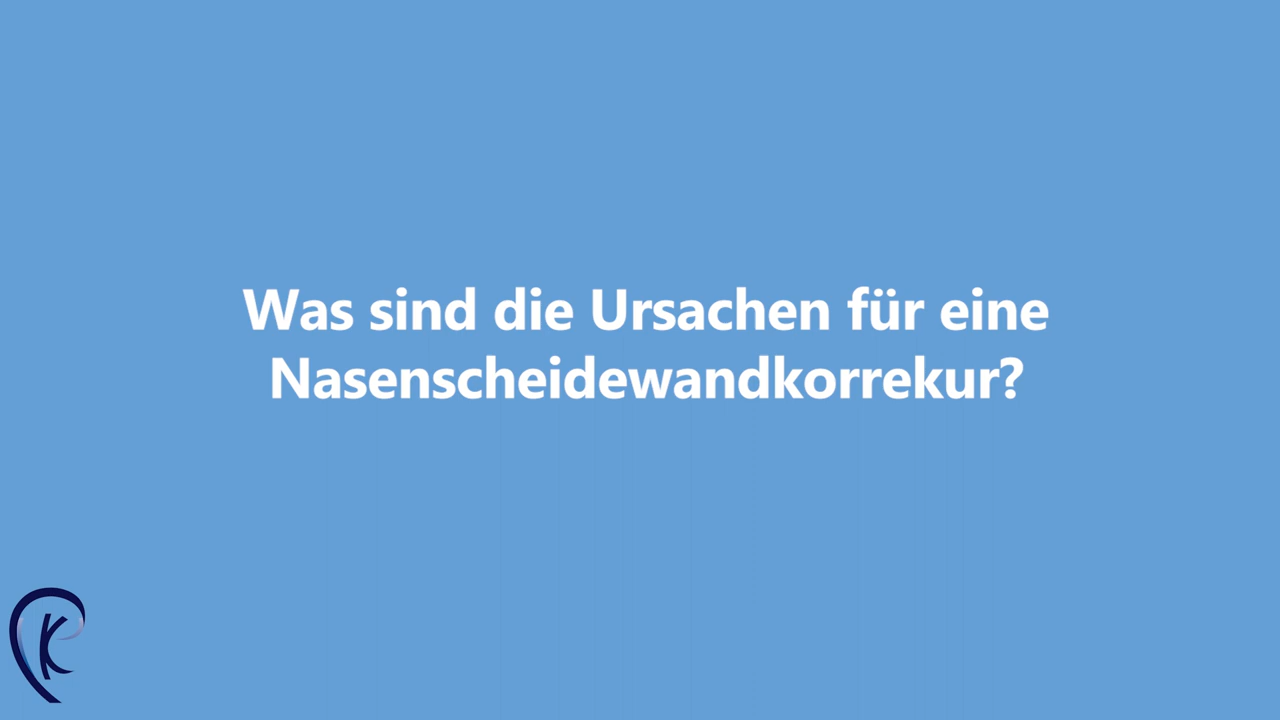 Was sind die Ursachen für eine
Nasenscheidewandkorrekur?
K